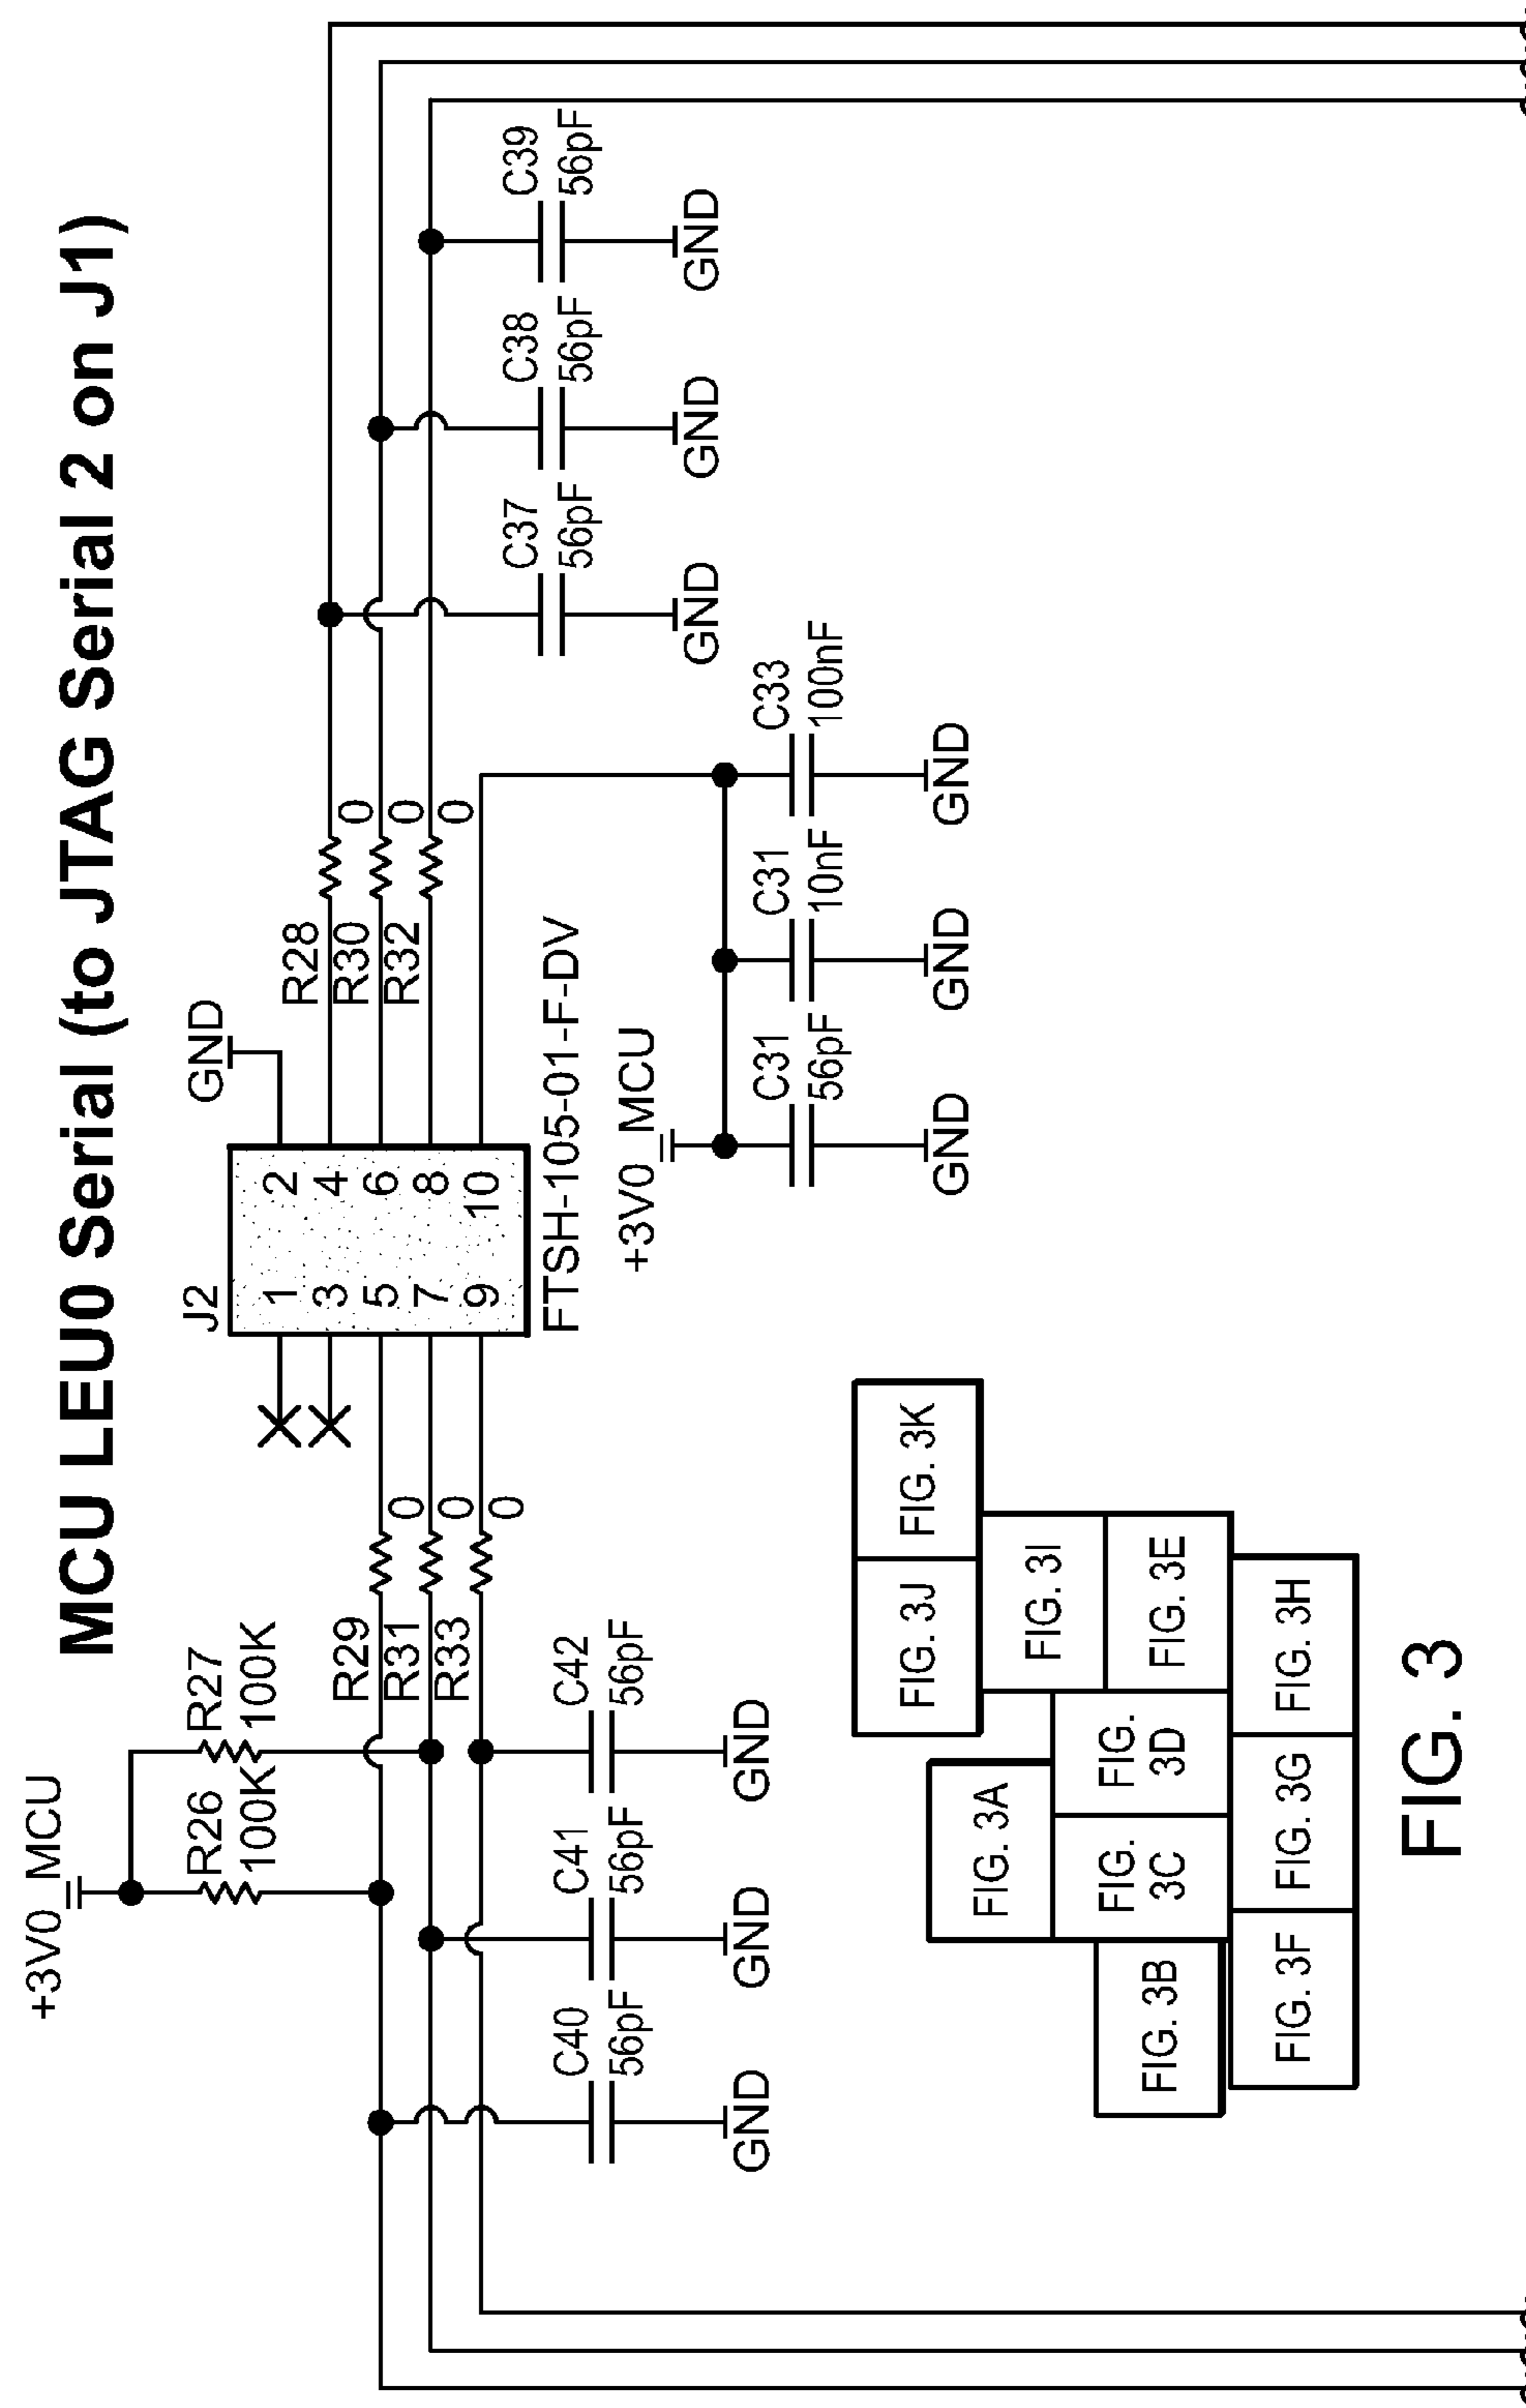 MCU LEU0 Serial (to JTAG Serial 2 on J1)
+3V0_MCU
R26
100K
R27
100K
R29
0
R31
0
R33
0
C40
56pF
GND
C41
56pF
GND
C42
56pF
GND
J2
1 2
3 4
5 6
7 8
9 10
FTSH-105-01-F-DV
GND
R28
0
R30
0
R32
0
C37
56pF
GND
C38
56pF
GND
C39
56pF
GND
+3V0_MCU
C31
56pF
GND
C31
10nF
GND
C33
100nF
GND
FIG. 3J
FIG. 3K
FIG. 3A
FIG. 3I
FIG. 3B
FIG.
3C
FIG.
3D
FIG. 3E
FIG. 3F
FIG. 3G
FIG. 3H
FIG. 3